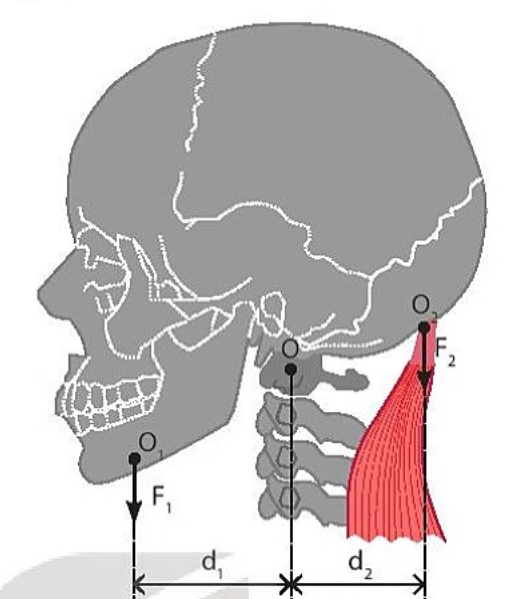 O₂
F₂
O
O₁
F₁
d₁
d₂